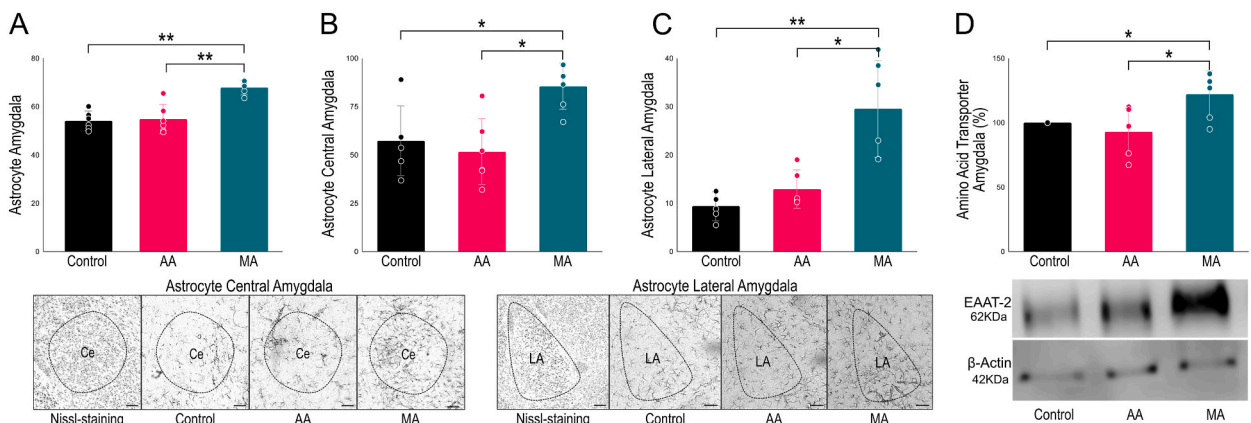 A
Astrocyte Amygdala
80
60
40
20
0
**
**
Control AA MA
B
Astrocyte Central Amygdala
100
75
50
25
0
*
*
Control AA MA
C
Astrocyte Lateral Amygdala
40
30
20
10
0
**
*
Control AA MA
D
Amino Acid Transporter
Amygdala (%)
150
100
50
0
*
*
Control AA MA
Astrocyte Central Amygdala
Ce Ce Ce Ce
Nissl-staining Control AA MA
Astrocyte Lateral Amygdala
LA LA LA LA
Nissl-staining Control AA MA
EAAT-2
62KDa
β-Actin
42KDa
Control AA MA